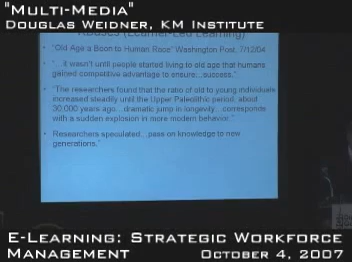 "Multi-Media"
Douglas Weidner, KM Institute
(Learner-Led Learning)
• "Old Age a Boon to Human Race" Washington Post, 7/12/04
• "...it wasn't until people started living to old age that humans
gained competitive advantage to ensure...success."
• "The researchers found that the ratio of old to young individuals
increased steadily until the Upper Paleolithic period, about
30,000 years ago...dramatic jump in longevity...corresponds
with a sudden explosion in more modern behavior."
• Researchers speculated...pass on knowledge to new
generations."
E-Learning: Strategic Workforce
Management October 4, 2007